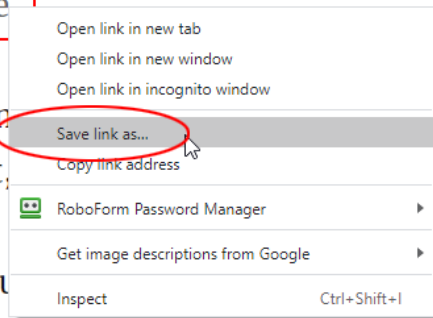 Open link in new tab
Open link in new window
Open link in incognito window
Save link as...
Copy link address
RoboForm Password Manager
Get image descriptions from Google
Inspect Ctrl+Shift+I